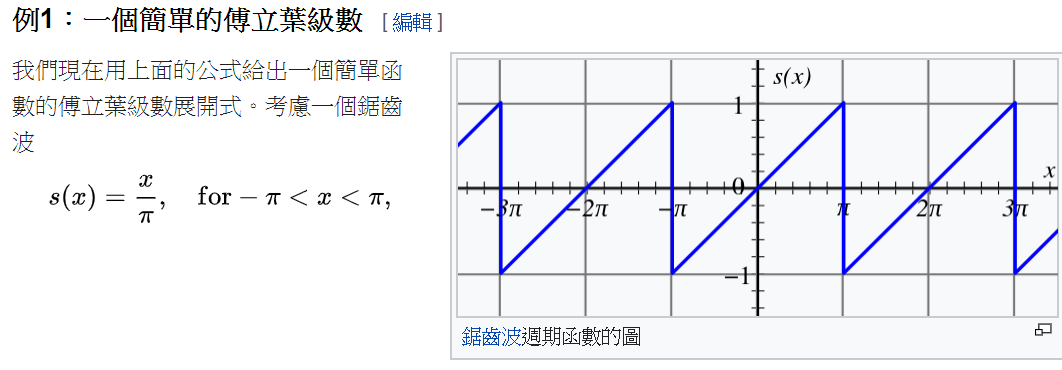 例1：一個簡單的傅立葉級數 [編輯]
我們現在用上面的公式給出一個簡單函
數的傅立葉級數展開式。考慮一個鋸齒
波
s(x) = x/π, for − π < x < π,
s(x)
1
x
0
−3π −2π −π π 2π 3π
−1
鋸齒波週期函數的圖